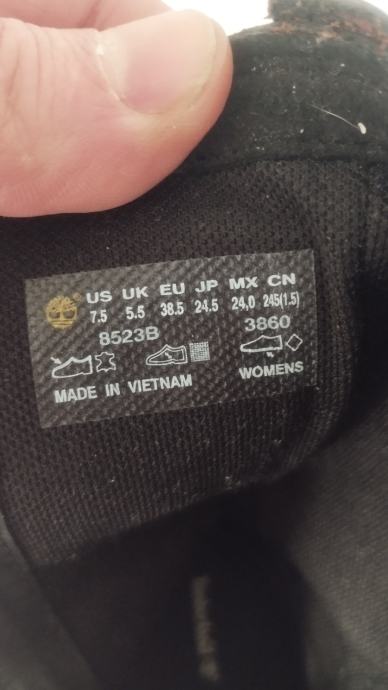 US UK EU JP MX CN
7.5 5.5 38.5 24.5 24,0 245(1.5)
8523B 3860
MADE IN VIETNAM WOMENS